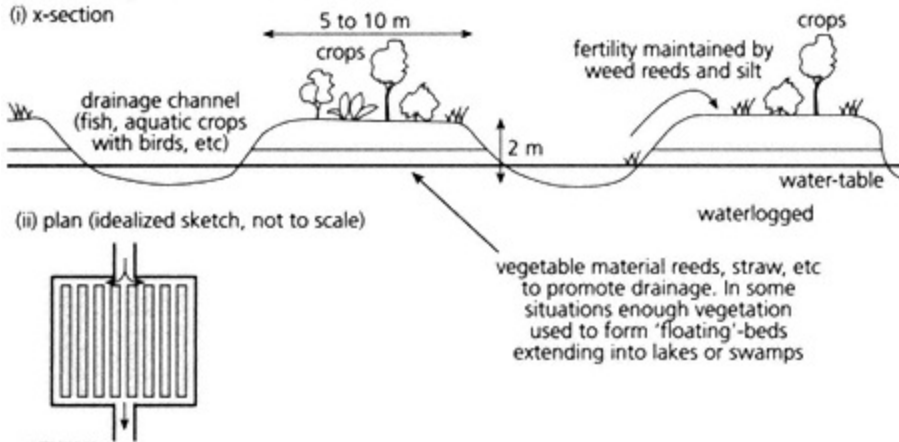 (i) x-section
5 to 10 m
crops
crops
fertility maintained by
weed reeds and silt
drainage channel
(fish, aquatic crops
with birds, etc)
2 m
water-table
waterlogged
(ii) plan (idealized sketch, not to scale)
vegetable material reeds, straw, etc
to promote drainage. In some
situations enough vegetation
used to form 'floating'-beds
extending into lakes or swamps